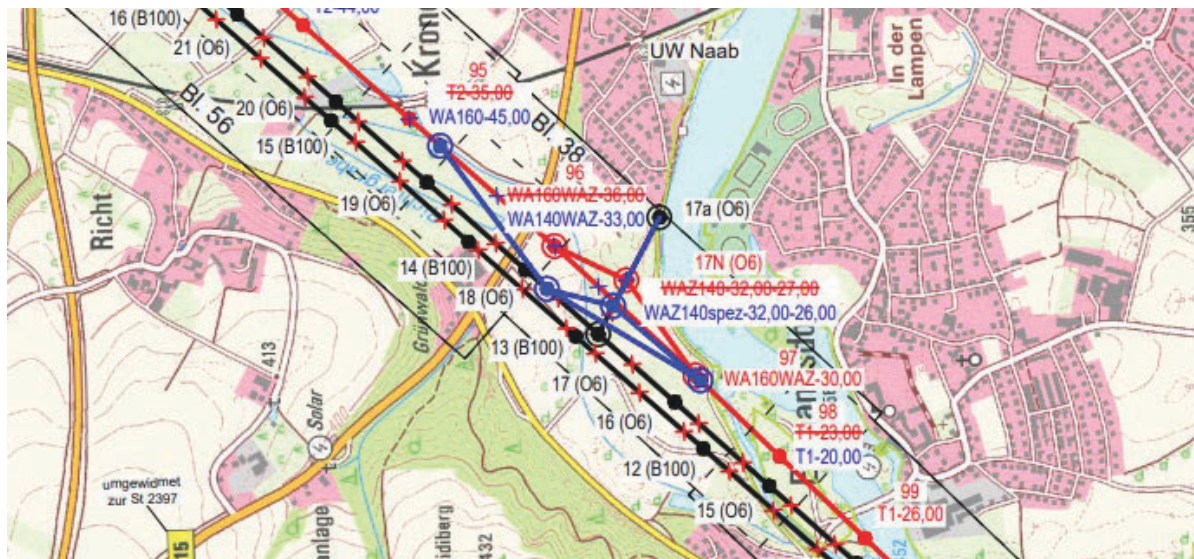 16 (B100)
T2-44,00
21 (O6)
UW Naab
In der
Lampen
95
T2-35,00
Bl. 56
20 (O6)
WA160-45,00
15 (B100)
Bl. 38
96
WA160WAZ-36,00
19 (O6)
WA140WAZ-33,00
17a (O6)
355
Richt
14 (B100)
17N (O6)
18 (O6)
WAZ140-32,00-27,00
WAZ140spez-32,00-26,00
Grünwald
413
13 (B100)
97
WA160WAZ-30,00
17 (O6)
Solar
16 (O6)
98
T1-23,00
T1-20,00
12 (B100)
umgewidmet
zur St 2397
15 (O6)
99
T1-26,00
15
432